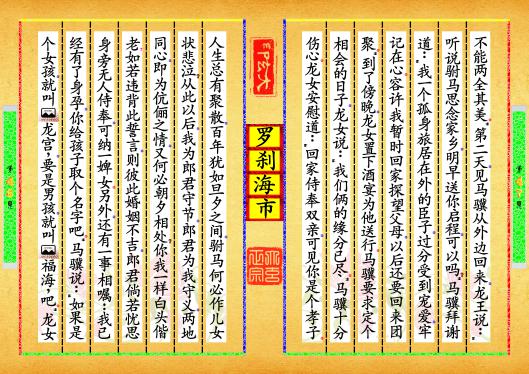 不能两全其美。第二天见马骥从外边回来龙王说：
听说驸马思念家乡明早送你启程可以吗。马骥拜谢
道：我一个孤身旅居在外的臣子过分受到宠爱牢
记在心容许我暂时回家探望父母以后还要回来团
聚。到了傍晚龙女置下酒宴为他送行马骥要求定个
相会的日子龙女说：我们俩的缘分已尽。马骥十分
伤心龙女安慰道：回家侍奉双亲可见你是个孝子
罗刹海市
人生总有聚散百年犹如旦夕之间驸马何必作儿女
状悲泣从此以后我为郎君守节郎君为我守义两地
同心即为伉俪之情又何必朝夕相处你我一样白头偕
老如若违背此誓言则彼此婚姻不吉郎君倘若忧思
身旁无人侍奉可纳一婢女另外还有一事相嘱：我已
经有了身孕你给孩子取个名字吧。马骥说：如果是
个女孩就叫龙宫，要是男孩就叫福海，吧。龙女